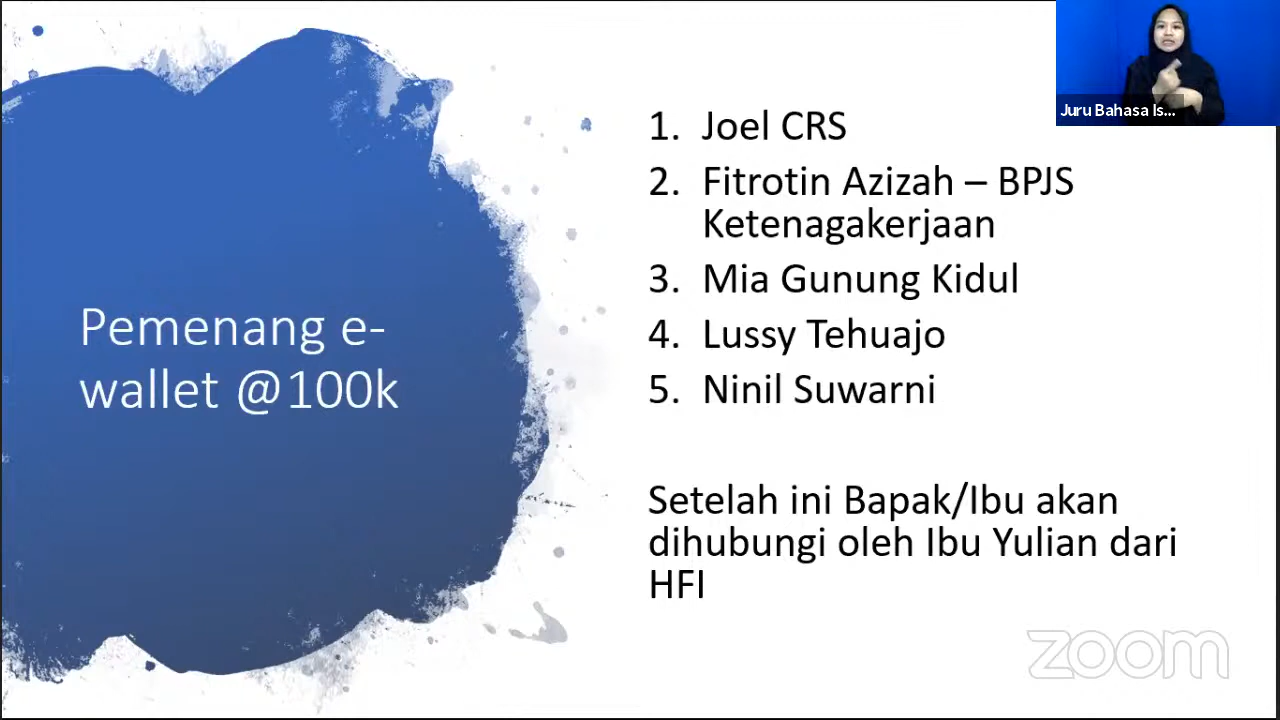 Juru Bahasa Is...
1. Joel CRS
2. Fitrotin Azizah – BPJS
Ketenagakerjaan
3. Mia Gunung Kidul
4. Lussy Tehuajo
5. Ninil Suwarni
Pemenang e-
wallet @100k
Setelah ini Bapak/Ibu akan
dihubungi oleh Ibu Yulian dari
HFI
zoom